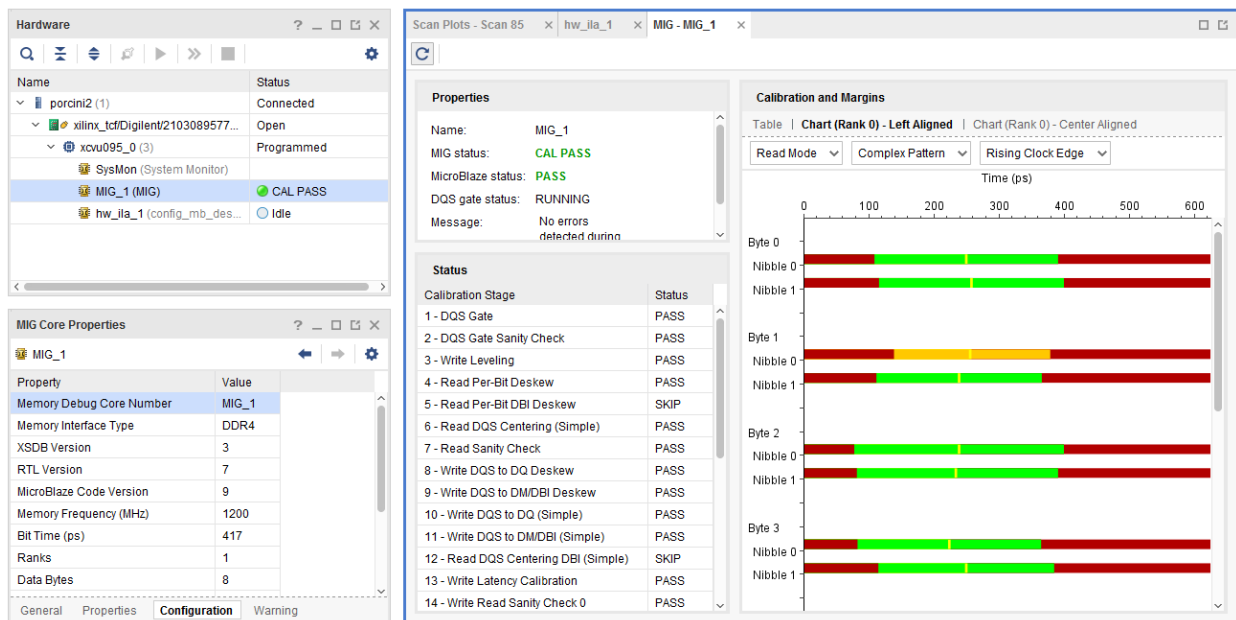 Hardware
Name Status
porcini2 (1) Connected
xilinx_tcf/Digilent/2103089577... Open
xcvu095_0 (3) Programmed
SysMon (System Monitor)
MIG_1 (MIG) CAL PASS
hw_ila_1 (config_mb_des... Idle
MIG Core Properties
MIG_1
Property Value
Memory Debug Core Number MIG_1
Memory Interface Type DDR4
XSDB Version 3
RTL Version 7
MicroBlaze Code Version 9
Memory Frequency (MHz) 1200
Bit Time (ps) 417
Ranks 1
Data Bytes 8
General Properties Configuration Warning
Scan Plots - Scan 85 hw_ila_1 MIG - MIG_1
Properties
Name: MIG_1
MIG status: CAL PASS
MicroBlaze status: PASS
DQS gate status: RUNNING
Message: No errors
detected during
Status
Calibration Stage Status
1 - DQS Gate PASS
2 - DQS Gate Sanity Check PASS
3 - Write Leveling PASS
4 - Read Per-Bit Deskew PASS
5 - Read Per-Bit DBI Deskew SKIP
6 - Read DQS Centering (Simple) PASS
7 - Read Sanity Check PASS
8 - Write DQS to DQ Deskew PASS
9 - Write DQS to DM/DBI Deskew PASS
10 - Write DQS to DQ (Simple) PASS
11 - Write DQS to DM/DBI (Simple) PASS
12 - Read DQS Centering DBI (Simple) SKIP
13 - Write Latency Calibration PASS
14 - Write Read Sanity Check 0 PASS
Calibration and Margins
Table | Chart (Rank 0) - Left Aligned | Chart (Rank 0) - Center Aligned
Read Mode Complex Pattern Rising Clock Edge
Time (ps)
0 100 200 300 400 500 600
Byte 0
Nibble 0
Nibble 1
Byte 1
Nibble 0
Nibble 1
Byte 2
Nibble 0
Nibble 1
Byte 3
Nibble 0
Nibble 1